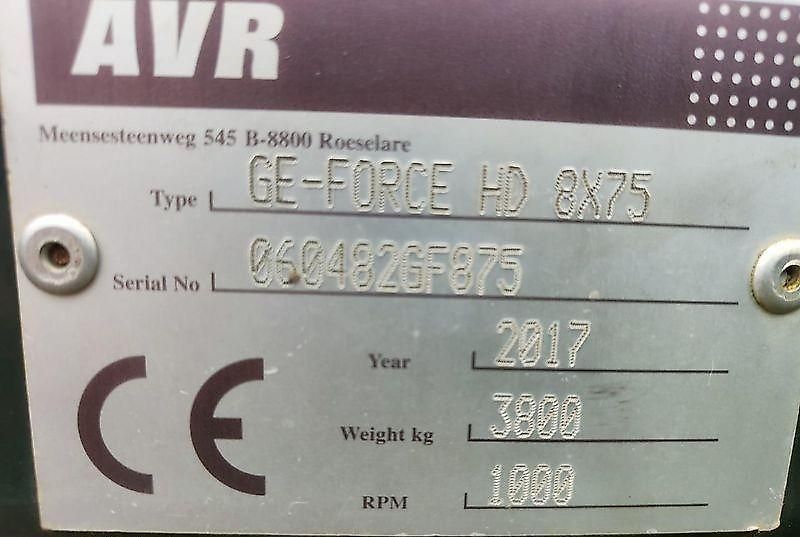 AVR
Meensesteenweg 545 B-8800 Roeselare
Type GE-FORCE HD 8X75
Serial No 060482GF875
Year 2017
Weight kg 3800
RPM 1000
CE